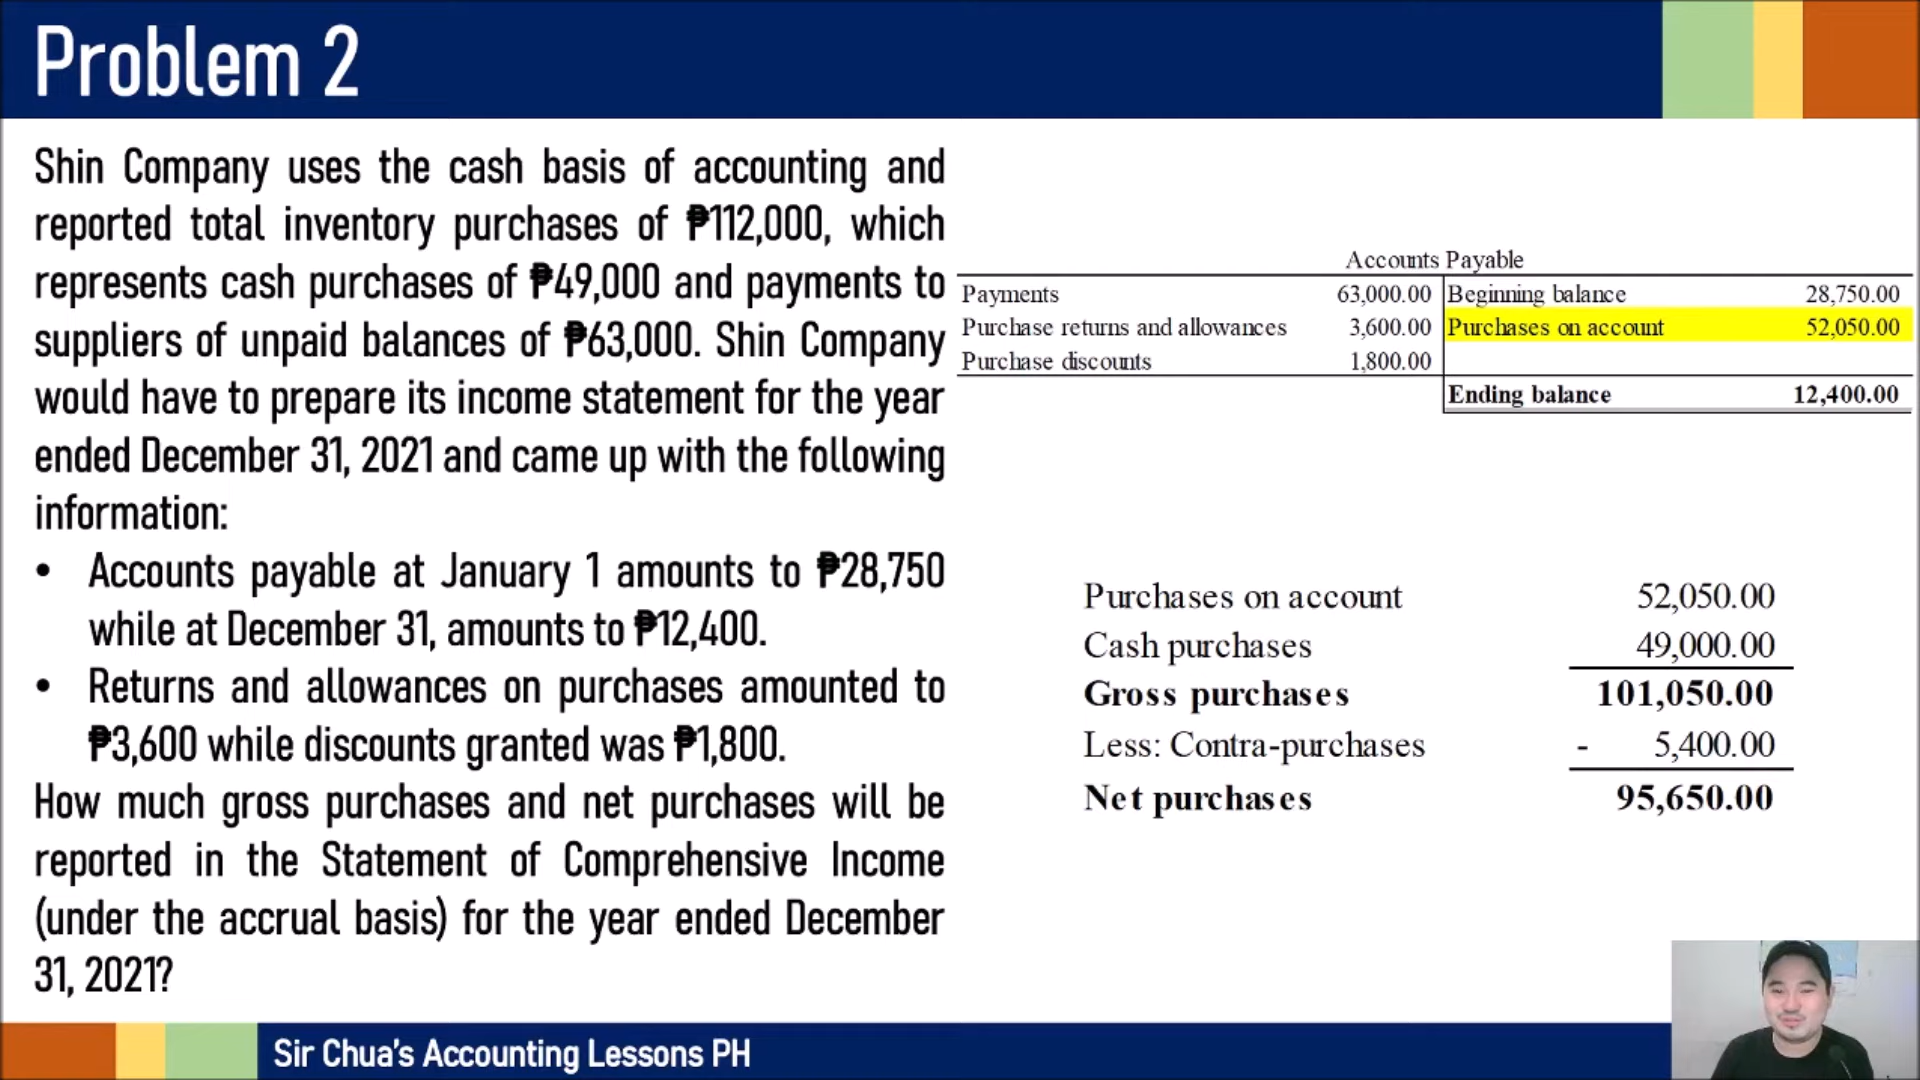 Problem 2
Shin Company uses the cash basis of accounting and
reported total inventory purchases of ₱112,000, which
represents cash purchases of ₱49,000 and payments to
suppliers of unpaid balances of ₱63,000. Shin Company
would have to prepare its income statement for the year
ended December 31, 2021 and came up with the following
information:
• Accounts payable at January 1 amounts to ₱28,750
while at December 31, amounts to ₱12,400.
• Returns and allowances on purchases amounted to
₱3,600 while discounts granted was ₱1,800.
How much gross purchases and net purchases will be
reported in the Statement of Comprehensive Income
(under the accrual basis) for the year ended December
31, 2021?
Accounts Payable
Payments 63,000.00 Beginning balance 28,750.00
Purchase returns and allowances 3,600.00 Purchases on account 52,050.00
Purchase discounts 1,800.00
Ending balance 12,400.00
Purchases on account 52,050.00
Cash purchases 49,000.00
Gross purchases 101,050.00
Less: Contra-purchases - 5,400.00
Net purchases 95,650.00
Sir Chua's Accounting Lessons PH